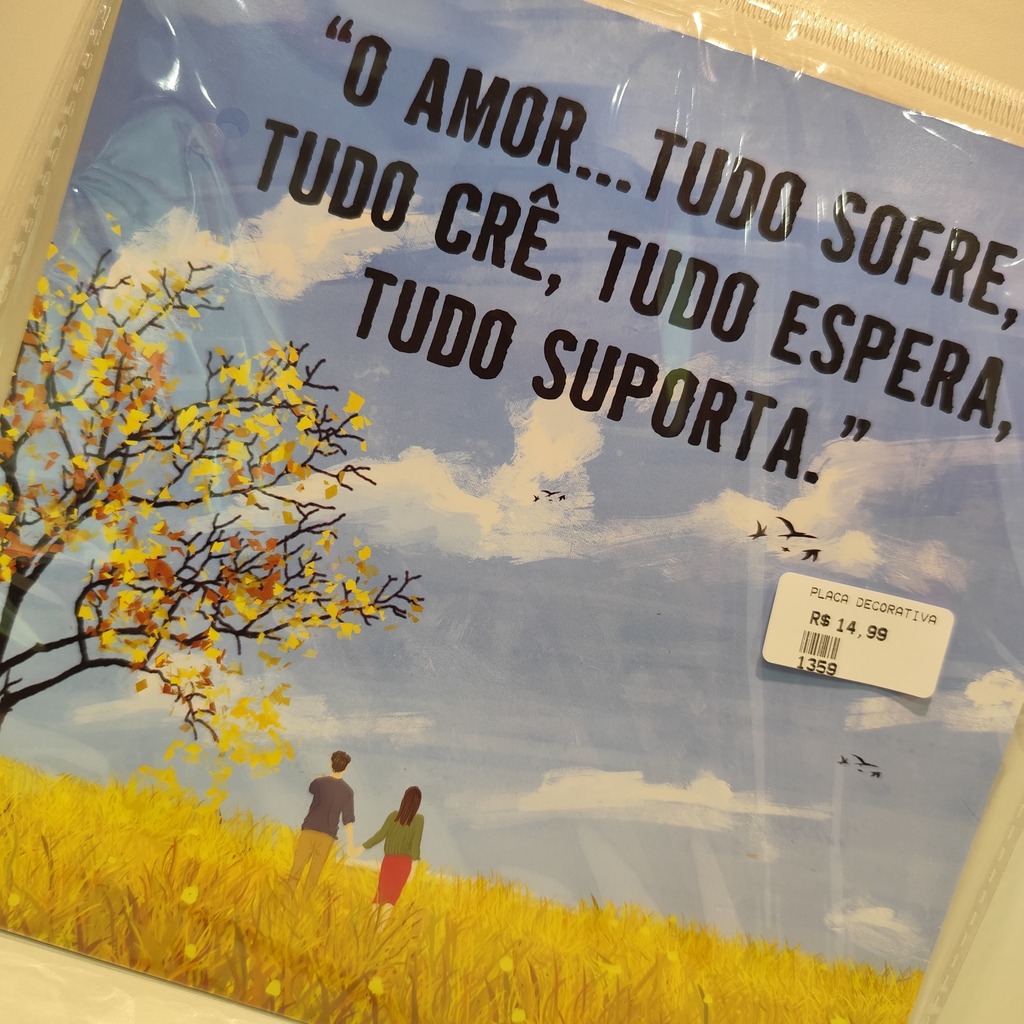 “O AMOR...TUDO SOFRE,
TUDO CRÊ, TUDO ESPERA,
TUDO SUPORTA.”
PLACA DECORATIVA
R$ 14,99
1359